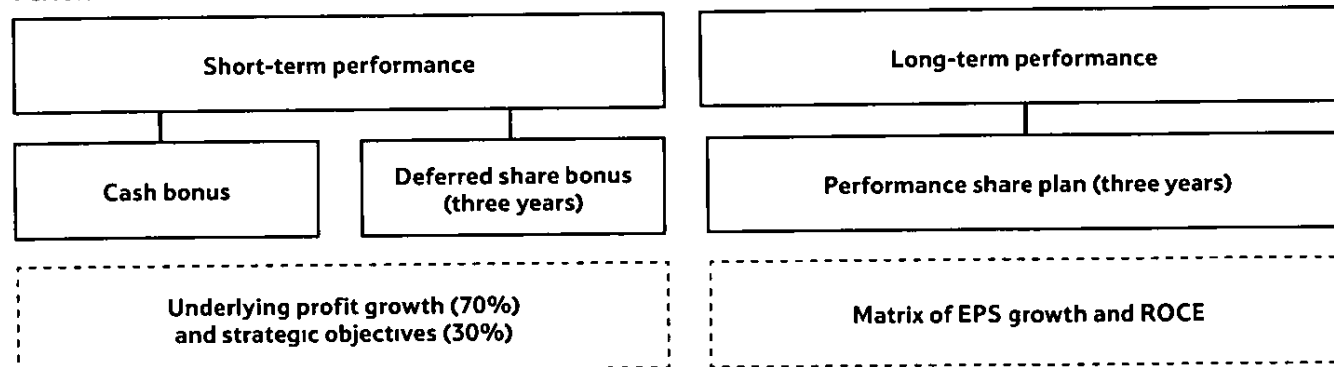 Short-term performance
Long-term performance
Cash bonus
Deferred share bonus
(three years)
Performance share plan (three years)
Underlying profit growth (70%)
and strategic objectives (30%)
Matrix of EPS growth and ROCE